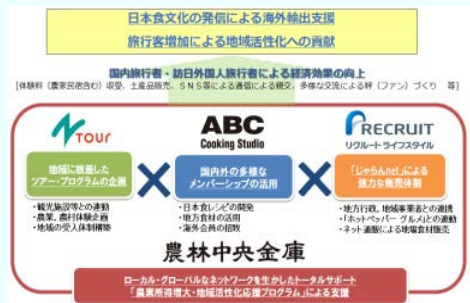 日本食文化の発信による海外輸出支援
旅行客増加による地域活性化への貢献
国内旅行者・訪日外国人旅行者による経済効果の向上
[体験料（農家民宿含む）収受、土産品販売、ＳＮＳ等による通信による親交、多様な交流による絆（ファン）づくり　等]
N TOUR
ABC
Cooking Studio
RECRUIT
リクルートライフスタイル
地域に根差した
ツアー・プログラムの企画
国内外の多様な
メンバーシップの活用
「じゃらんnet」による
強力な販売体制
・観光施設等との連動
・農業、農村体験企画
・地域の受入体制構築
・日本食レシピの開発
・地方食材の活用
・海外会員の招致
・地方行政、地域事業者との連携
・「ホットペッパー グルメ」との連動
・ネット通販による地場食材販売
農林中央金庫
ローカル・グローバルなネットワークを生かしたトータルサポート
「農業所得増大・地域活性化応援プログラム」による支援